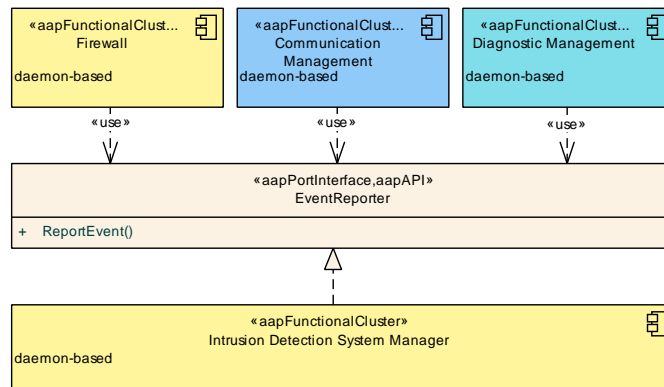 «aapFunctionalClust...
Firewall
daemon-based
«aapFunctionalClust...
Communication
Management
daemon-based
«aapFunctionalClust...
Diagnostic Management
daemon-based
«use»
«use»
«use»
«aapPortInterface,aapAPI»
EventReporter
+ ReportEvent()
«aapFunctionalCluster»
Intrusion Detection System Manager
daemon-based